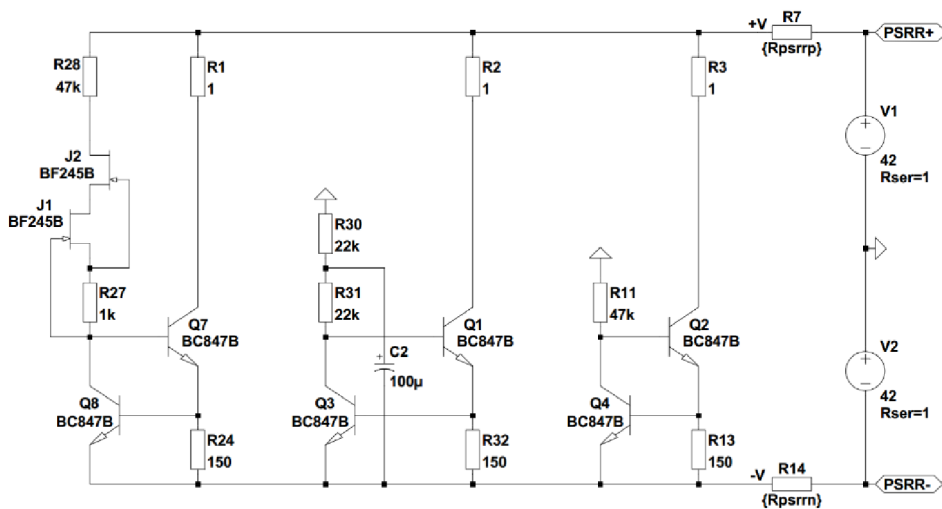 +V
R7
{Rpsrrp}
PSRR+
R28
47k
R1
1
R2
1
R3
1
V1
42
Rser=1
J2
BF245B
J1
BF245B
R30
22k
R27
1k
R31
22k
R11
47k
Q7
BC847B
Q1
BC847B
Q2
BC847B
C2
100µ
V2
42
Rser=1
Q8
BC847B
Q3
BC847B
Q4
BC847B
R24
150
R32
150
R13
150
-V
R14
{Rpsrrn}
PSRR-